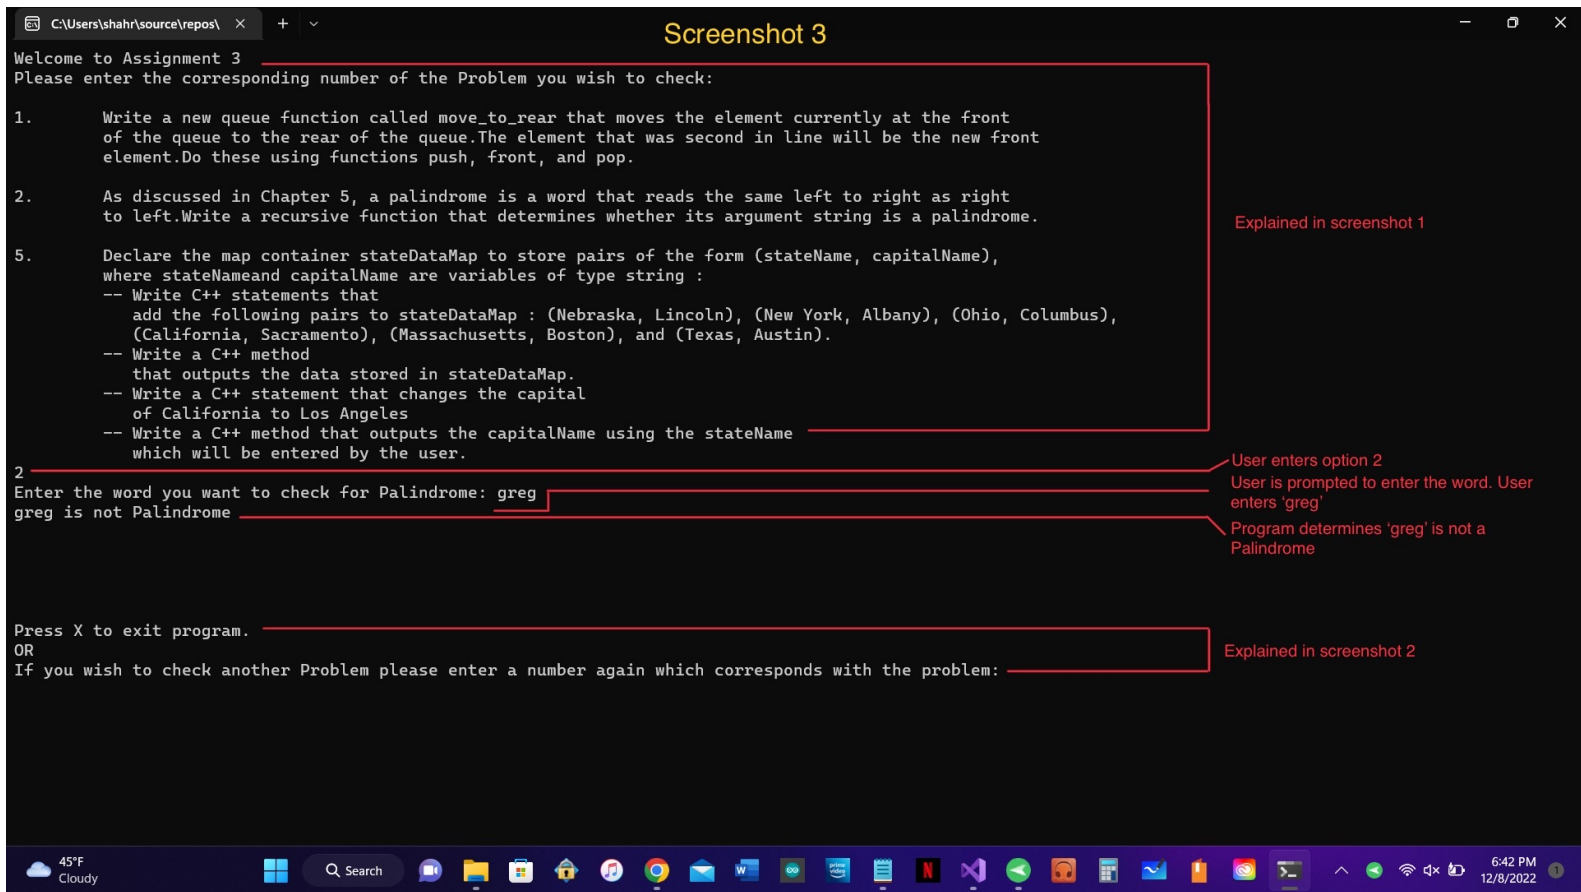 C:\Users\shahr\source\repos\
Screenshot 3
Welcome to Assignment 3
Please enter the corresponding number of the Problem you wish to check:
1. Write a new queue function called move_to_rear that moves the element currently at the front
of the queue to the rear of the queue.The element that was second in line will be the new front
element.Do these using functions push, front, and pop.
2. As discussed in Chapter 5, a palindrome is a word that reads the same left to right as right
to left.Write a recursive function that determines whether its argument string is a palindrome.
Explained in screenshot 1
5. Declare the map container stateDataMap to store pairs of the form (stateName, capitalName),
where stateNameand capitalName are variables of type string :
-- Write C++ statements that
add the following pairs to stateDataMap : (Nebraska, Lincoln), (New York, Albany), (Ohio, Columbus),
(California, Sacramento), (Massachusetts, Boston), and (Texas, Austin).
-- Write a C++ method
that outputs the data stored in stateDataMap.
-- Write a C++ statement that changes the capital
of California to Los Angeles
-- Write a C++ method that outputs the capitalName using the stateName
which will be entered by the user.
2
User enters option 2
Enter the word you want to check for Palindrome: greg
User is prompted to enter the word. User
enters ‘greg’
greg is not Palindrome
Program determines ‘greg’ is not a
Palindrome
Press X to exit program.
OR
If you wish to check another Problem please enter a number again which corresponds with the problem:
Explained in screenshot 2
45°F
Cloudy
Search
prime
video
6:42 PM
12/8/2022
1